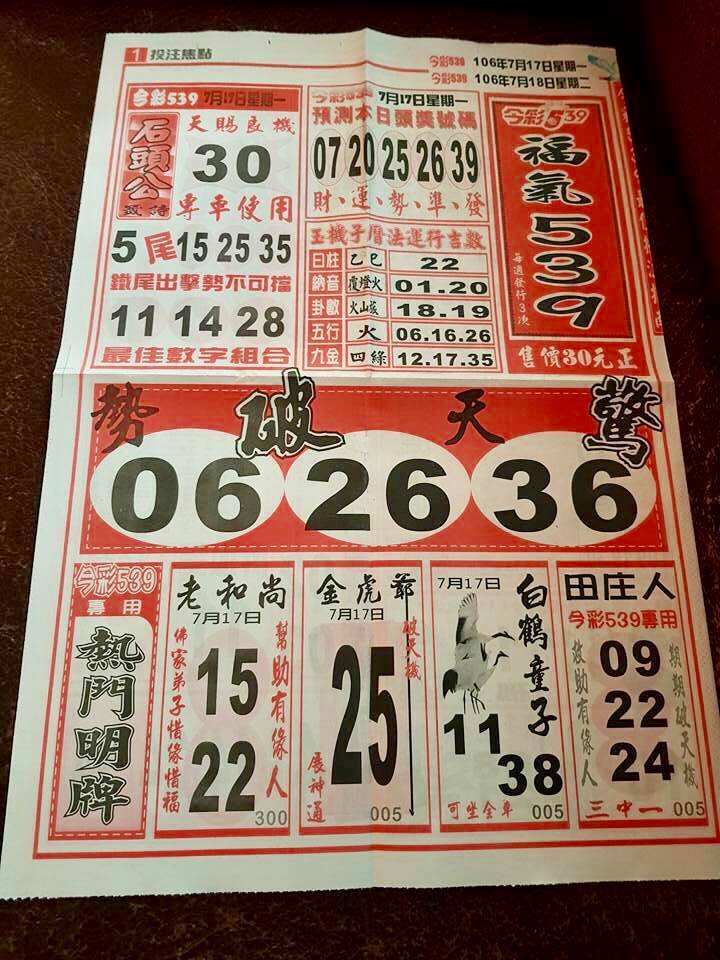 1 投注焦點
今彩539 106年7月17日星期一
今彩539 106年7月18日星期二
今彩539 7月17日星期一
石頭公
天賜良機
30
專車使用
5尾 15 25 35
鐵尾出擊勢不可擋
11 14 28
最佳數字組合
今彩539 7月17日星期一
預測本日頭獎號碼
07 20 25 26 39
財、運、勢、準、發
玉機子曆法運行吉數
日柱 乙巳 22
納音 覆燈火 01.20
卦數 火山旅 18.19
五行 火 06.16.26
九金 四綠 12.17.35
今彩539
福氣539
每週發行3次
售價30元正
勢破天驚
06 26 36
今彩539
專用
熱門明牌
老和尚
7月17日
佛家弟子惜緣惜福
15
22
幫助有緣人
300
金虎爺
7月17日
破天機
25
展神通
005
7月17日
白鶴童子
11
38
可坐全車
005
田庄人
今彩539專用
救助有緣人
09
22
24
期期破天機
三中一
005